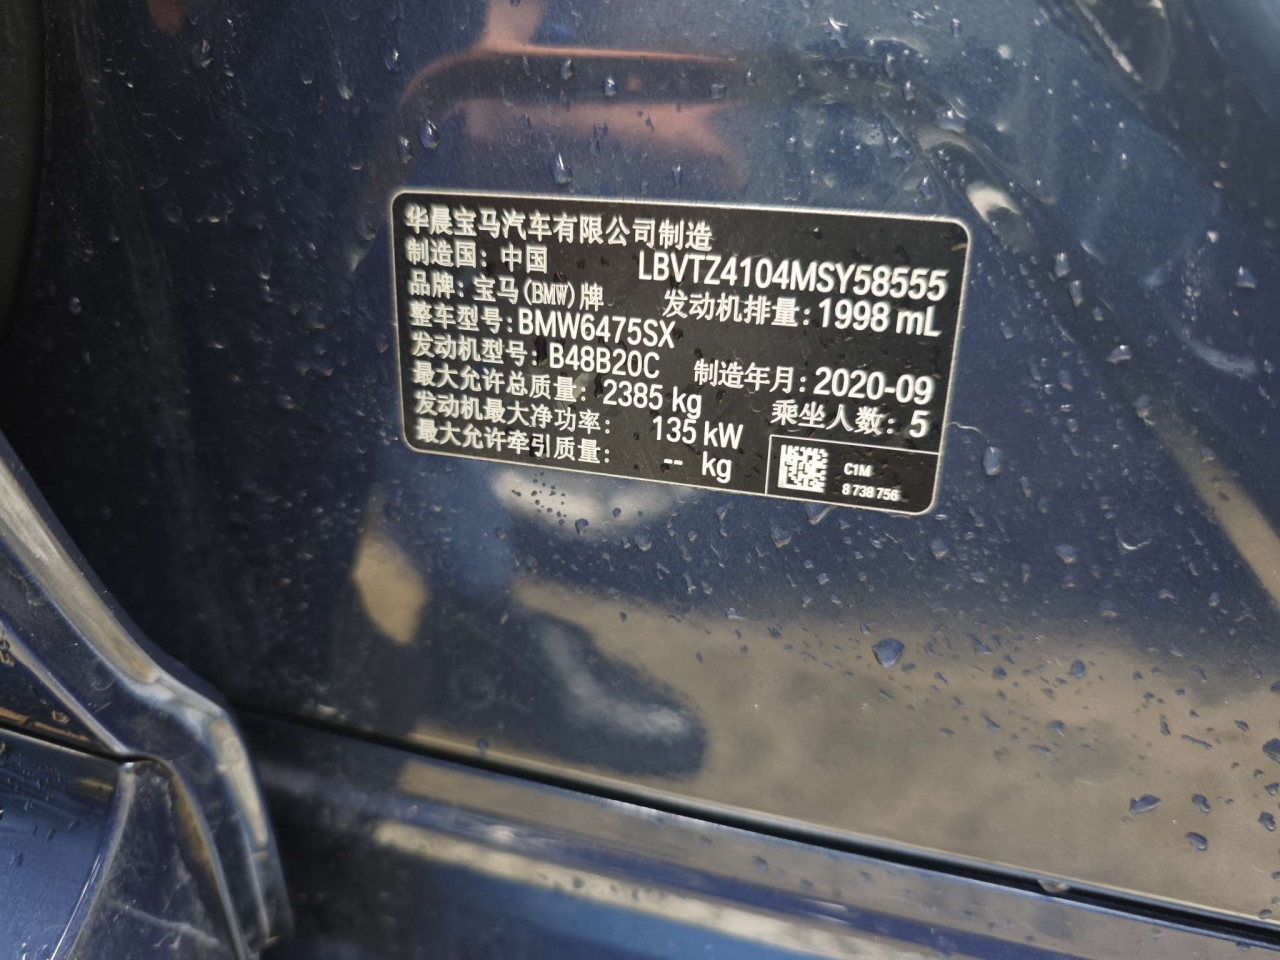 华晨宝马汽车有限公司制造
制造国：中国 LBVTZ4104MSY58555
品牌：宝马(BMW)牌 发动机排量：1998 mL
整车型号：BMW6475SX
发动机型号：B48B20C 制造年月：2020-09
最大允许总质量：2385 kg 乘坐人数：5
发动机最大净功率：135 kW
最大允许牵引质量：-- kg
C1M
8 738 756